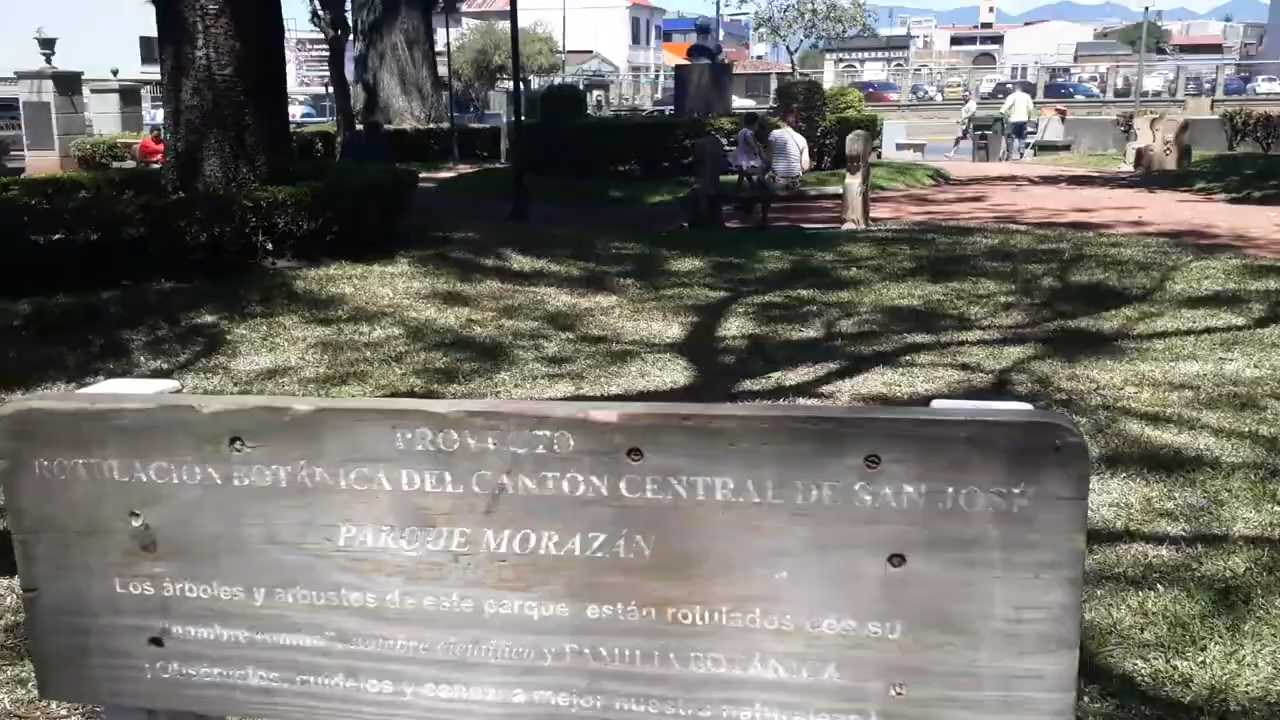 PROYECTO
ROTULACIÓN BOTÁNICA DEL CANTÓN CENTRAL DE SAN JOSÉ
PARQUE MORAZÁN
Los árboles y arbustos de este parque están rotulados con su
"nombre común", nombre científico y FAMILIA BOTÁNICA
¡Obsérvelos, cuídelos y conozca mejor nuestra naturaleza!